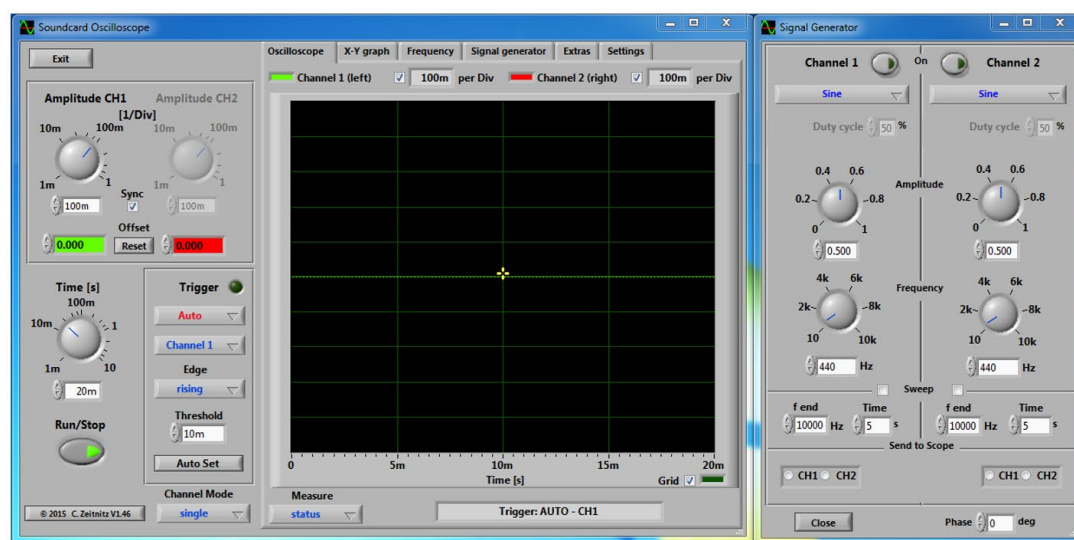 Soundcard Oscilloscope
Exit
Amplitude CH1 Amplitude CH2
[1/Div]
10m 100m 10m 100m
1m 1 1m 1
Sync
100m 100m
Offset
0.000 Reset 0.000
Time [s]
100m
10m 1
1m 10
20m
Run/Stop
Trigger
Auto
Channel 1
Edge
rising
Threshold
10m
Auto Set
Channel Mode
single
© 2015 C. Zeitnitz V1.46
Oscilloscope X-Y graph Frequency Signal generator Extras Settings
Channel 1 (left) 100m per Div Channel 2 (right) 100m per Div
0 5m 10m 15m 20m
Time [s]
Grid
Measure
status
Trigger: AUTO - CH1
Signal Generator
Channel 1 On Channel 2
Sine Sine
Duty cycle 50 % Duty cycle 50 %
Amplitude
0.4 0.6 0.4 0.6
0.2 0.8 0.2 0.8
0 1 0 1
0.500 0.500
Frequency
4k 6k 4k 6k
2k 8k 2k 8k
10 10k 10 10k
440 Hz 440 Hz
Sweep
f end Time f end Time
10000 Hz 5 s 10000 Hz 5 s
Send to Scope
CH1 CH2 CH1 CH2
Close Phase 0 deg